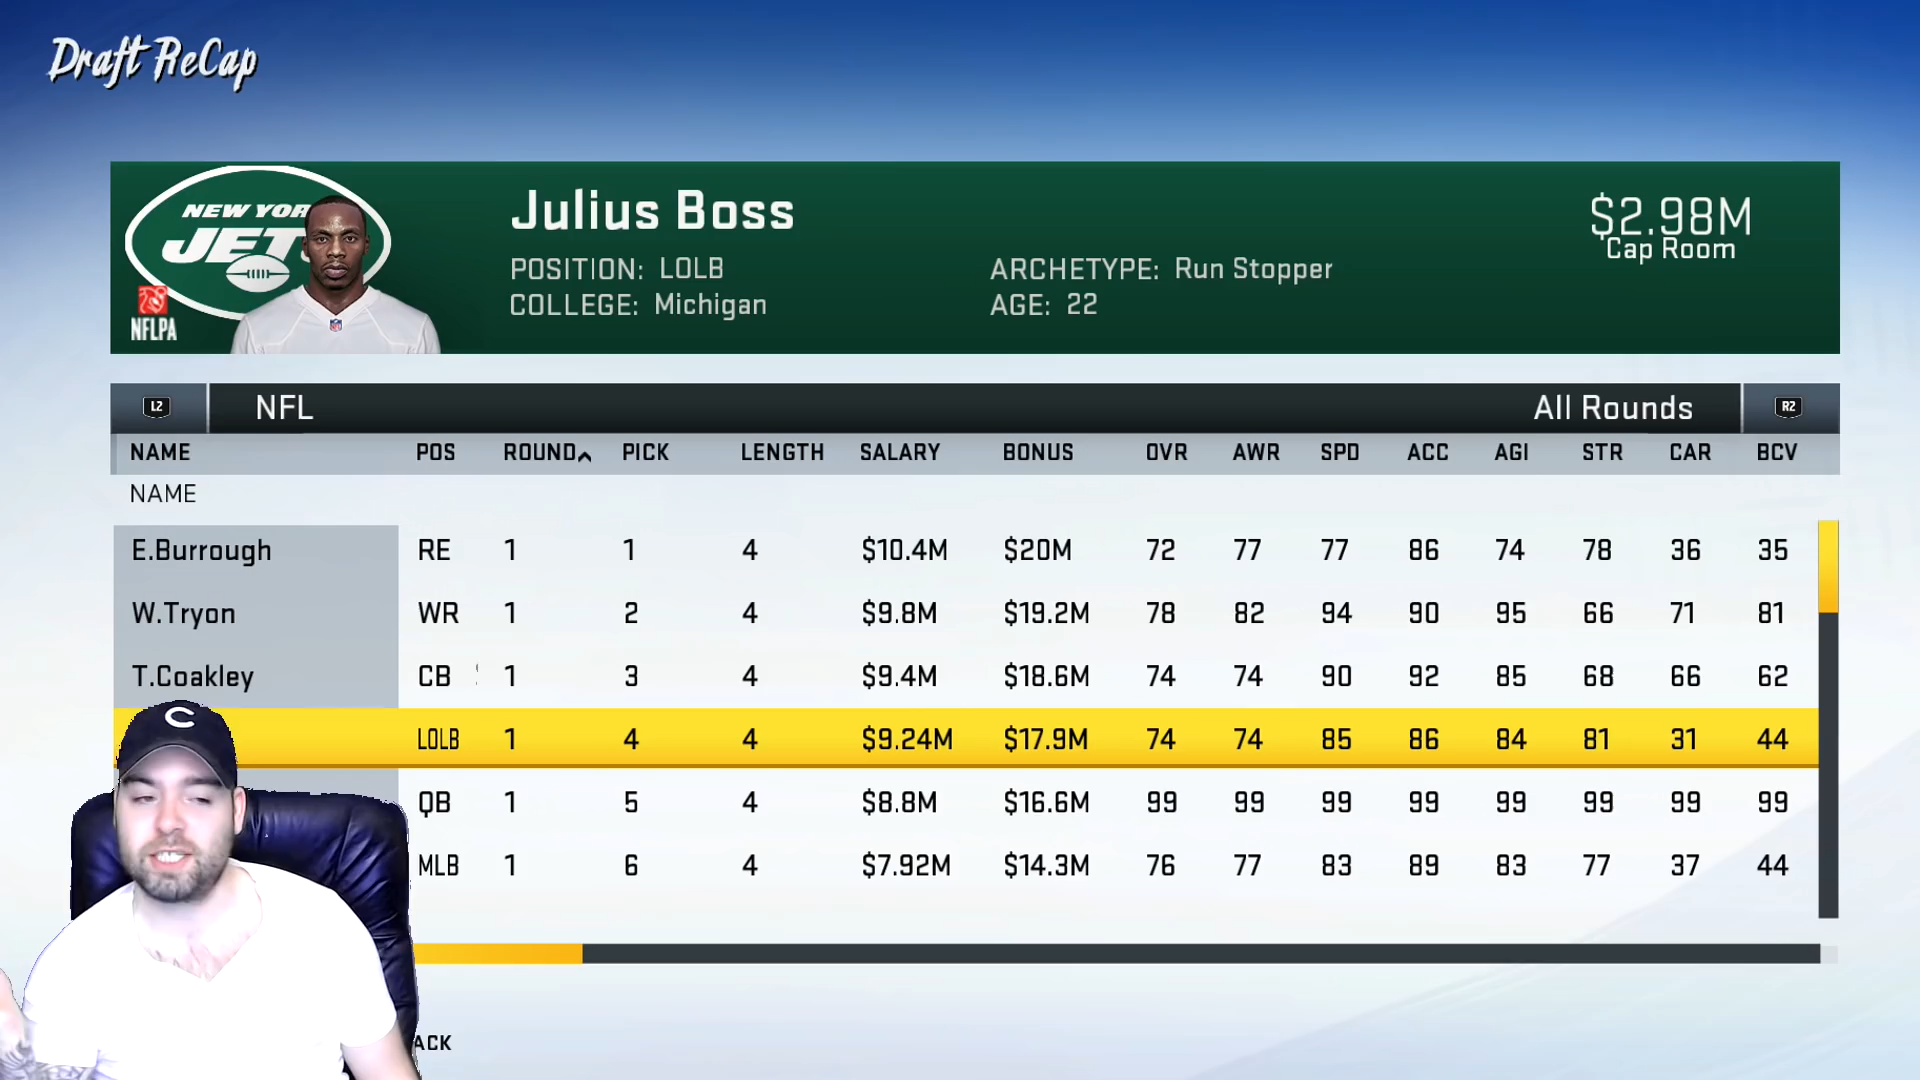 Draft ReCap
NEW YOR
JETS
NFLPA
Julius Boss
$2.98M
Cap Room
POSITION: LOLB
ARCHETYPE: Run Stopper
COLLEGE: Michigan
AGE: 22
L2 NFL All Rounds R2
NAME POS ROUND PICK LENGTH SALARY BONUS OVR AWR SPD ACC AGI STR CAR BCV
NAME
E.Burrough RE 1 1 4 $10.4M $20M 72 77 77 86 74 78 36 35
W.Tryon WR 1 2 4 $9.8M $19.2M 78 82 94 90 95 66 71 81
T.Coakley CB 1 3 4 $9.4M $18.6M 74 74 90 92 85 68 66 62
LOLB 1 4 4 $9.24M $17.9M 74 74 85 86 84 81 31 44
QB 1 5 4 $8.8M $16.6M 99 99 99 99 99 99 99 99
MLB 1 6 4 $7.92M $14.3M 76 77 83 89 83 77 37 44
ACK
C